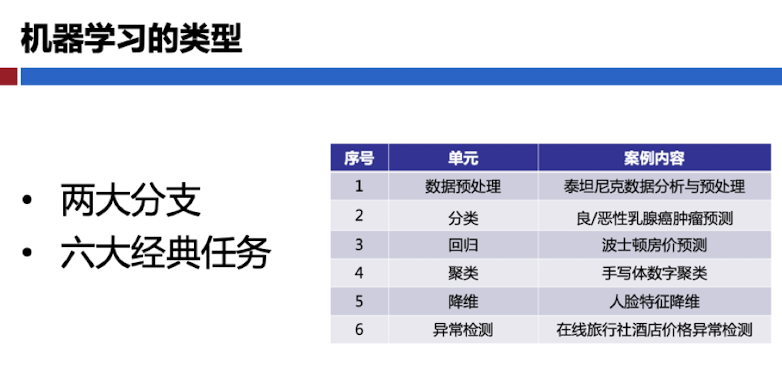 机器学习的类型
• 两大分支
• 六大经典任务
序号 单元 案例内容
1 数据预处理 泰坦尼克数据分析与预处理
2 分类 良/恶性乳腺癌肿瘤预测
3 回归 波士顿房价预测
4 聚类 手写体数字聚类
5 降维 人脸特征降维
6 异常检测 在线旅行社酒店价格异常检测